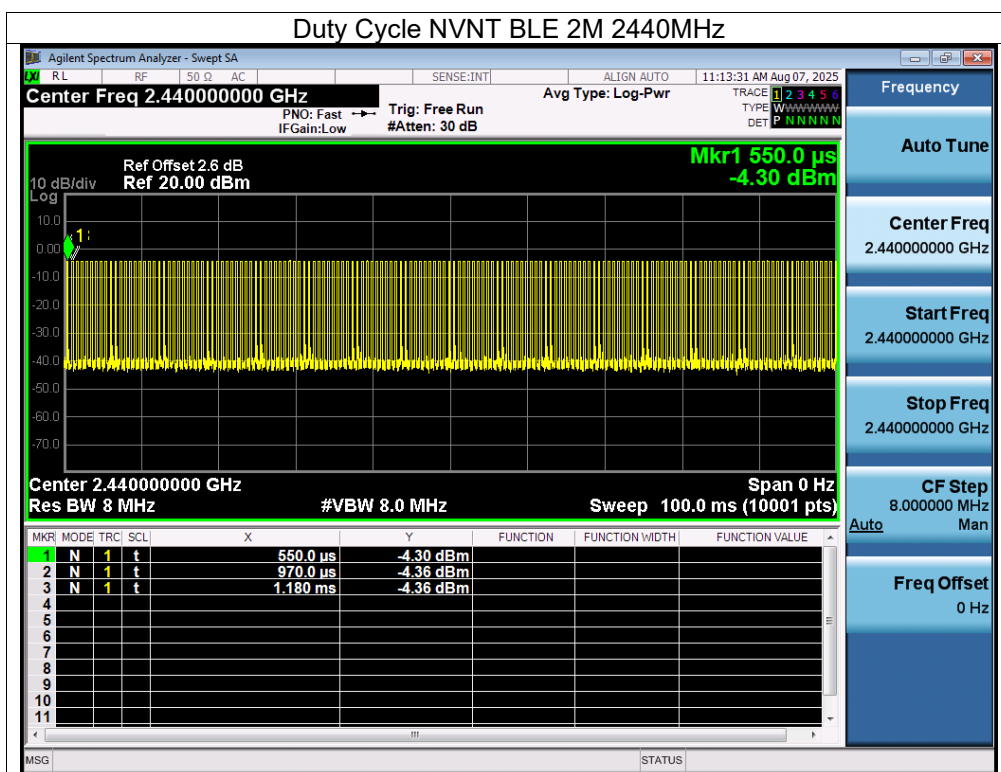 Duty Cycle NVNT BLE 2M 2440MHz
Agilent Spectrum Analyzer - Swept SA
LXI RL RF 50 Ω AC SENSE:INT ALIGN AUTO 11:13:31 AM Aug 07, 2025
Center Freq 2.440000000 GHz Avg Type: Log-Pwr TRACE 1 2 3 4 5 6
PNO: Fast Trig: Free Run TYPE WWWWWW
IFGain:Low #Atten: 30 dB DET P N N N N N
Frequency
Auto Tune
Center Freq
2.440000000 GHz
Start Freq
2.440000000 GHz
Stop Freq
2.440000000 GHz
CF Step
8.000000 MHz
Auto Man
Freq Offset
0 Hz
Mkr1 550.0 µs
-4.30 dBm
Ref Offset 2.6 dB
10 dB/div Ref 20.00 dBm
Log
10.0
1
0.00
-10.0
-20.0
-30.0
-40.0
-50.0
-60.0
-70.0
Center 2.440000000 GHz Span 0 Hz
Res BW 8 MHz #VBW 8.0 MHz Sweep 100.0 ms (10001 pts)
MKR MODE TRC SCL X Y FUNCTION FUNCTION WIDTH FUNCTION VALUE
1 N 1 t 550.0 µs -4.30 dBm
2 N 1 t 970.0 µs -4.36 dBm
3 N 1 t 1.180 ms -4.36 dBm
4
5
6
7
8
9
10
11
MSG STATUS